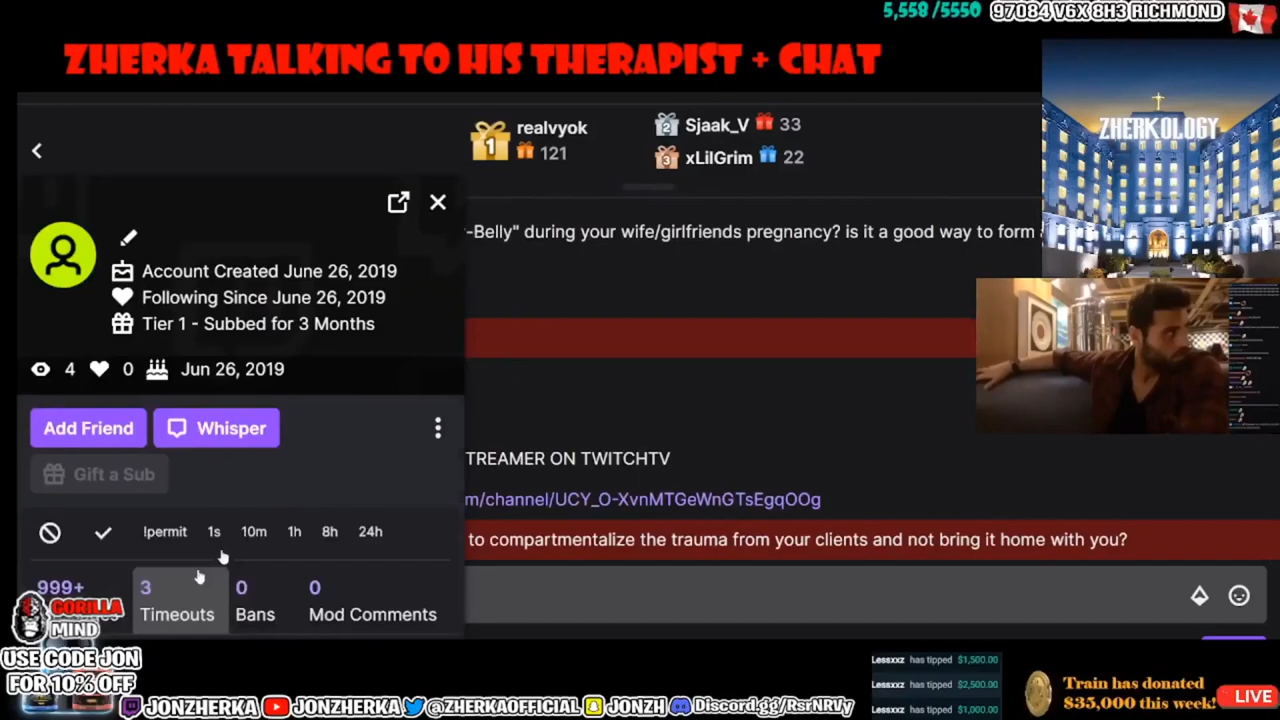 5,558 /5550
97084 V6X 8H3 RICHMOND
ZHERKA TALKING TO HIS THERAPIST + CHAT
ZHERKOLOGY
1 realvyok
121
2 Sjaak_V 33
3 xLilGrim 22
-Belly" during your wife/girlfriends pregnancy? is it a good way to form
Account Created June 26, 2019
Following Since June 26, 2019
Tier 1 - Subbed for 3 Months
4 0 Jun 26, 2019
Add Friend Whisper
Gift a Sub
TREAMER ON TWITCHTV
m/channel/UCY_O-XvnMTGeWnGTsEgqOOg
!permit 1s 10m 1h 8h 24h
to compartmentalize the trauma from your clients and not bring it home with you?
999+ 3 0 0
Timeouts Bans Mod Comments
GORILLA
MIND
USE CODE JON
FOR 10% OFF
Lessxxz has tipped $1,500.00
Lessxxz has tipped $2,500.00
Lessxxz has tipped $1,000.00
Train has donated
$35,000 this week!
LIVE
JONZHERKA JONZHERKA @ZHERKAOFFICIAL JONZH Discord.gg/RsrNRVy